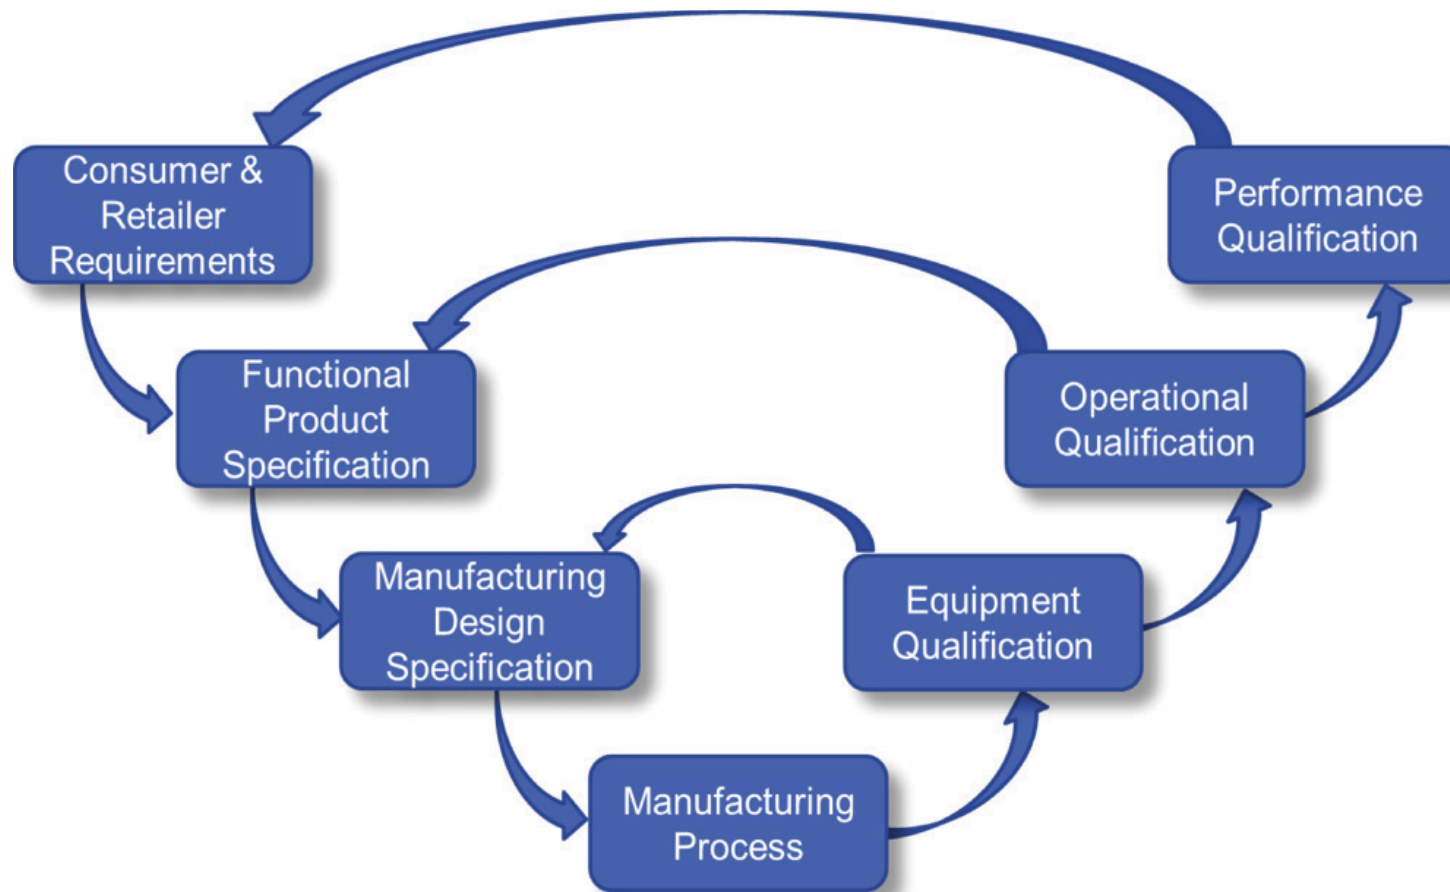 Consumer &
Retailer
Requirements
Performance
Qualification
Functional
Product
Specification
Operational
Qualification
Manufacturing
Design
Specification
Equipment
Qualification
Manufacturing
Process